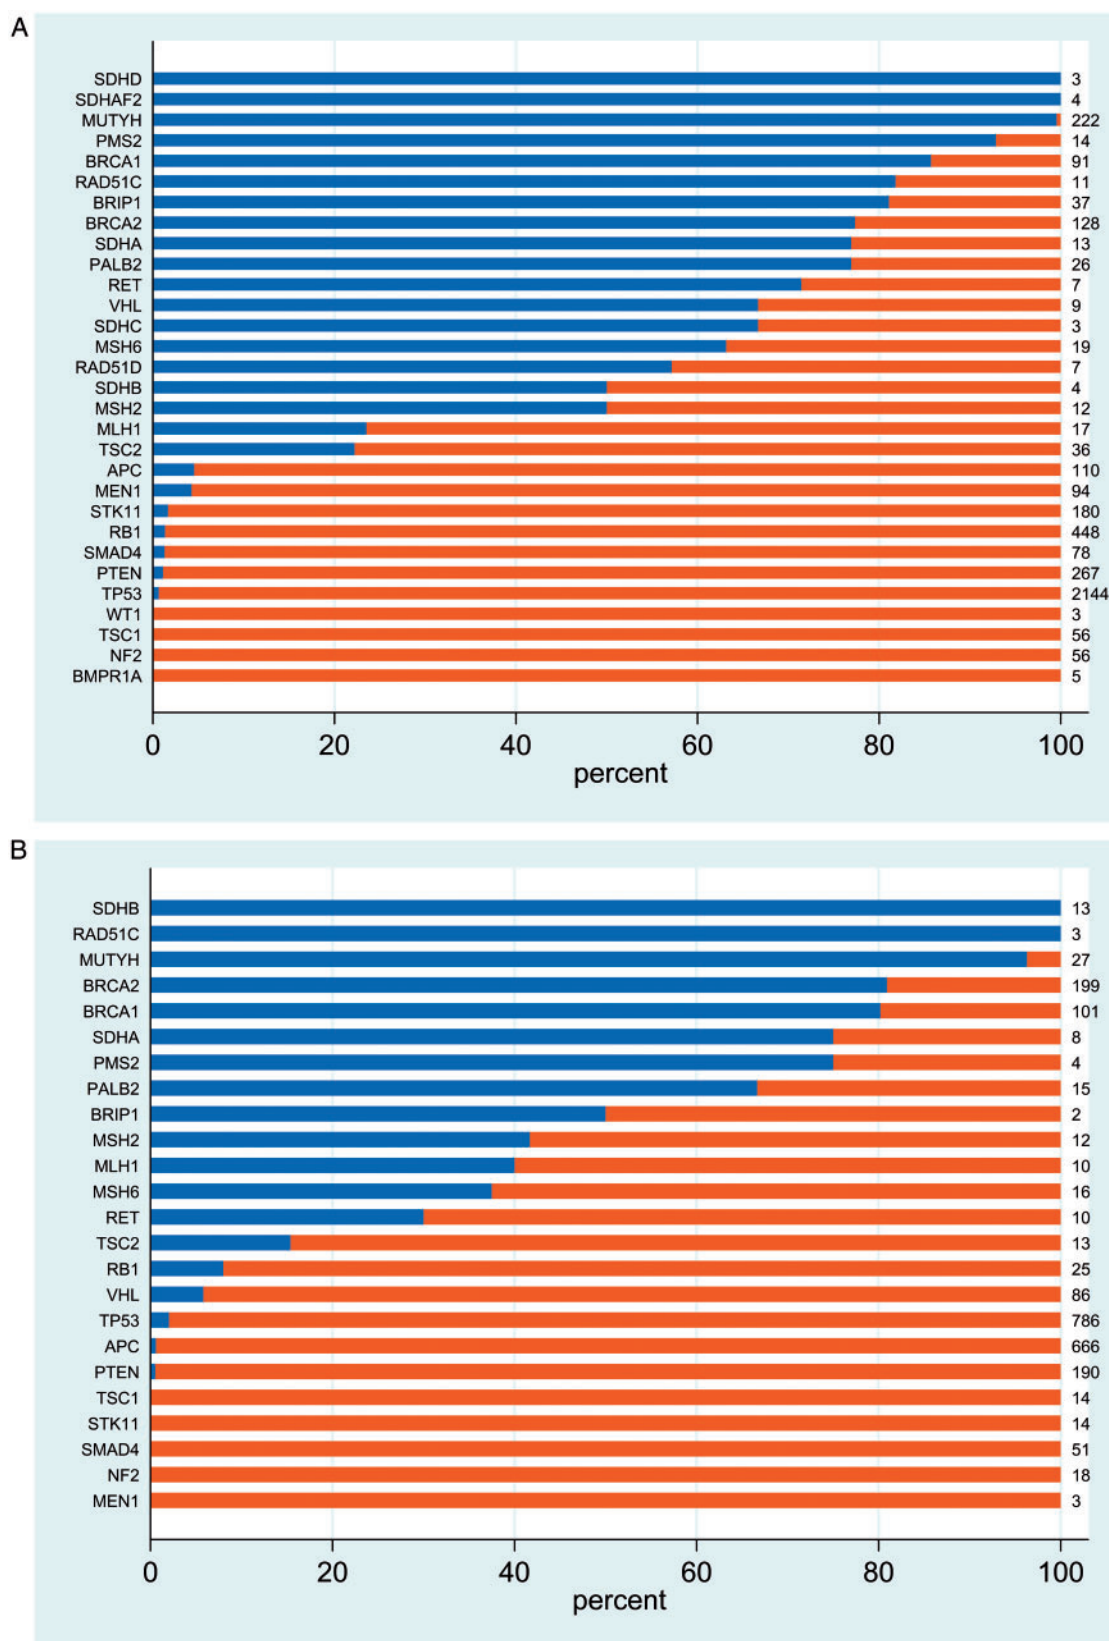 A
SDHD 3
SDHAF2 4
MUTYH 222
PMS2 14
BRCA1 91
RAD51C 11
BRIP1 37
BRCA2 128
SDHA 13
PALB2 26
RET 7
VHL 9
SDHC 3
MSH6 19
RAD51D 7
SDHB 4
MSH2 12
MLH1 17
TSC2 36
APC 110
MEN1 94
STK11 180
RB1 448
SMAD4 78
PTEN 267
TP53 2144
WT1 3
TSC1 56
NF2 56
BMPR1A 5
0 20 40 60 80 100
percent
B
SDHB 13
RAD51C 3
MUTYH 27
BRCA2 199
BRCA1 101
SDHA 8
PMS2 4
PALB2 15
BRIP1 2
MSH2 12
MLH1 10
MSH6 16
RET 10
TSC2 13
RB1 25
VHL 86
TP53 786
APC 666
PTEN 190
TSC1 14
STK11 14
SMAD4 51
NF2 18
MEN1 3
0 20 40 60 80 100
percent